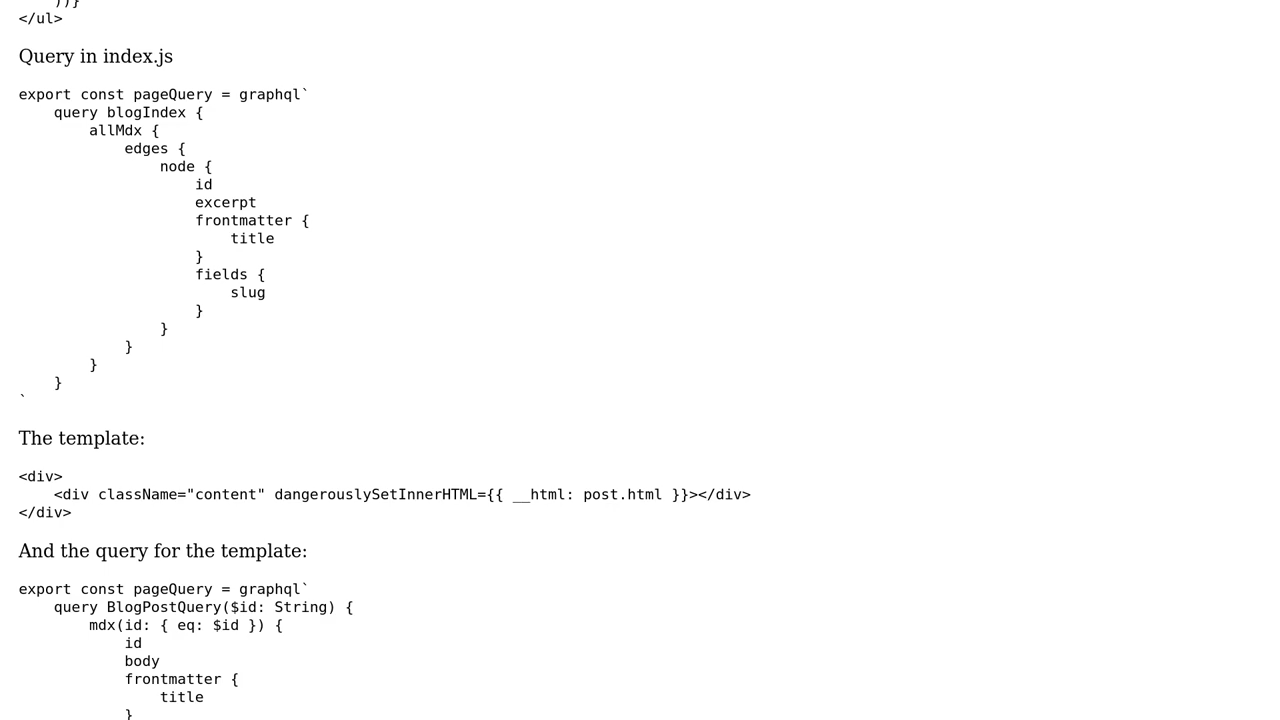 ))}
</ul>
Query in index.js
export const pageQuery = graphql`
    query blogIndex {
        allMdx {
            edges {
                node {
                    id
                    excerpt
                    frontmatter {
                        title
                    }
                    fields {
                        slug
                    }
                }
            }
        }
    }
`
The template:
<div>
    <div className="content" dangerouslySetInnerHTML={{ __html: post.html }}></div>
</div>
And the query for the template:
export const pageQuery = graphql`
    query BlogPostQuery($id: String) {
        mdx(id: { eq: $id }) {
            id
            body
            frontmatter {
                title
            }